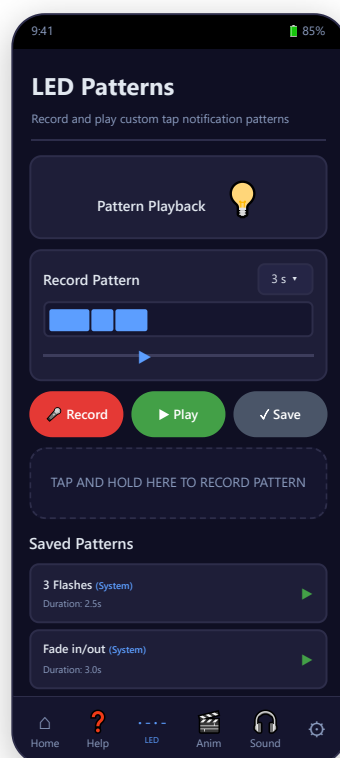 9:41
85%
LED Patterns
Record and play custom tap notification patterns
Pattern Playback
Record Pattern
3 s
Record
Play
Save
TAP AND HOLD HERE TO RECORD PATTERN
Saved Patterns
3 Flashes (System)
Duration: 2.5s
Fade in/out (System)
Duration: 3.0s
Home
Help
LED
Anim
Sound